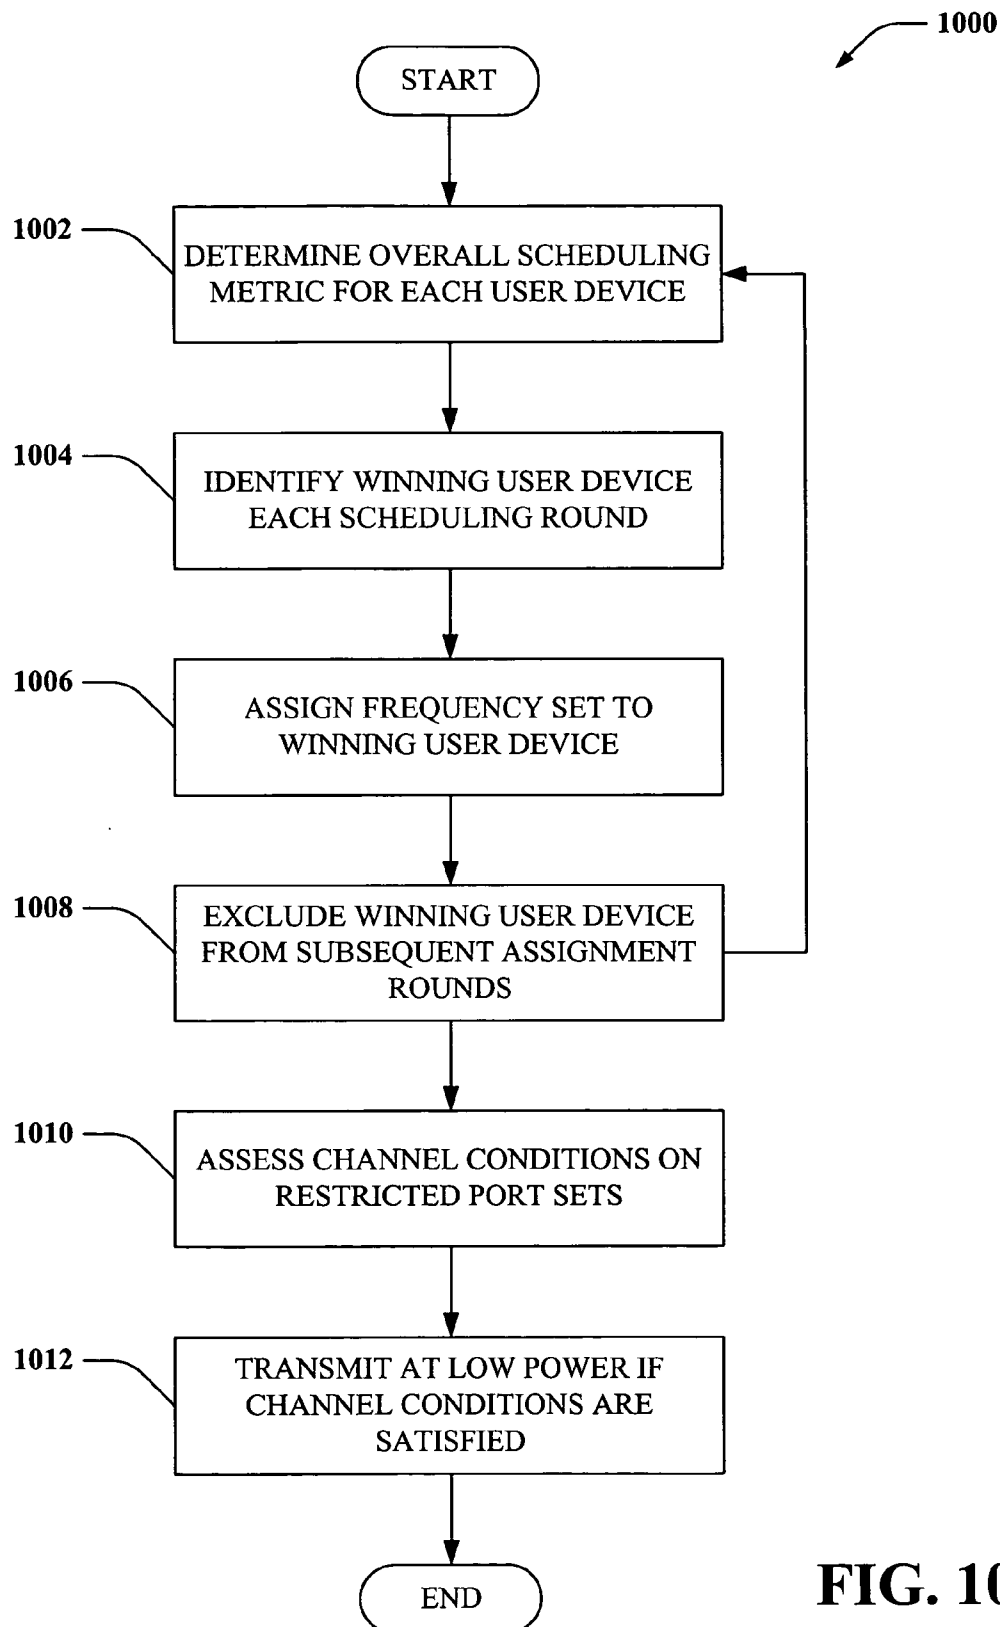 1000
START
1002
DETERMINE OVERALL SCHEDULING
METRIC FOR EACH USER DEVICE
1004
IDENTIFY WINNING USER DEVICE
EACH SCHEDULING ROUND
1006
ASSIGN FREQUENCY SET TO
WINNING USER DEVICE
1008
EXCLUDE WINNING USER DEVICE
FROM SUBSEQUENT ASSIGNMENT
ROUNDS
1010
ASSESS CHANNEL CONDITIONS ON
RESTRICTED PORT SETS
1012
TRANSMIT AT LOW POWER IF
CHANNEL CONDITIONS ARE
SATISFIED
END
FIG. 10